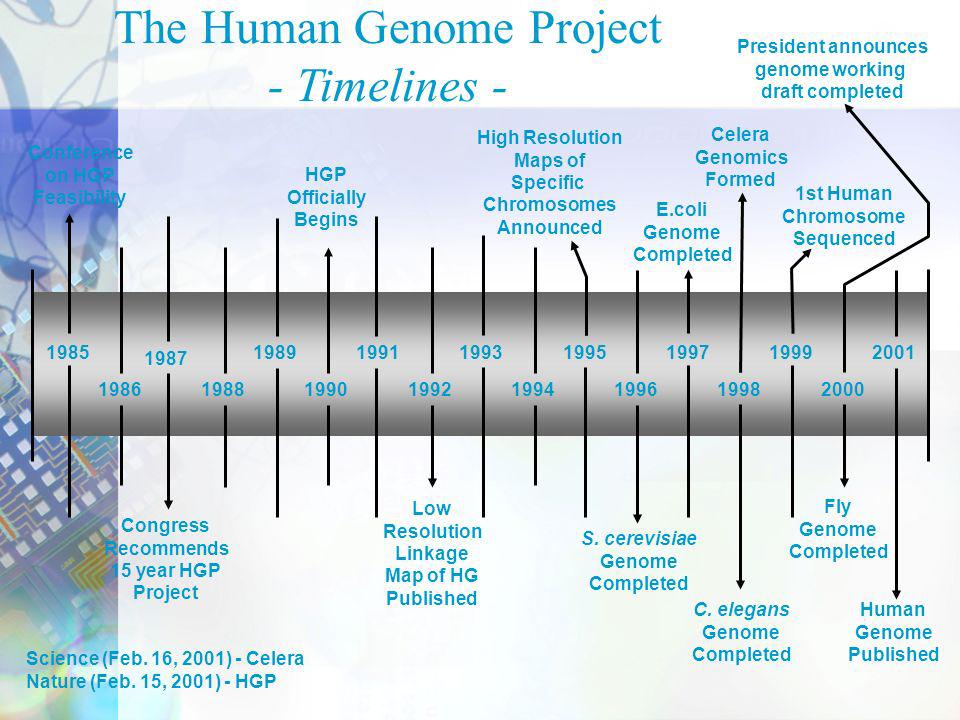 The Human Genome Project
- Timelines -
President announces
genome working
draft completed
Conference
on HGP
Feasibility
HGP
Officially
Begins
High Resolution
Maps of
Specific
Chromosomes
Announced
E.coli
Genome
Completed
Celera
Genomics
Formed
1st Human
Chromosome
Sequenced
1985
1986
1987
1988
1989
1990
1991
1992
1993
1994
1995
1996
1997
1998
1999
2000
2001
Congress
Recommends
15 year HGP
Project
Low
Resolution
Linkage
Map of HG
Published
S. cerevisiae
Genome
Completed
C. elegans
Genome
Completed
Fly
Genome
Completed
Human
Genome
Published
Science (Feb. 16, 2001) - Celera
Nature (Feb. 15, 2001) - HGP